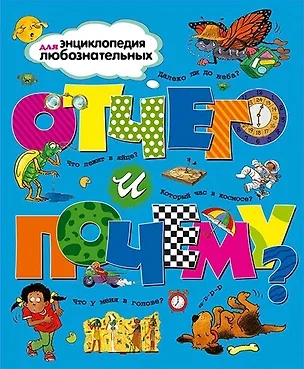 энциклопедия
для любознательных
Далеко ли до неба?
ОТЧЕГО
Что лежит в яйце?
И
Который час в космосе?
ПОЧЕМУ?
Что у меня в голове?
Р-р-р-р